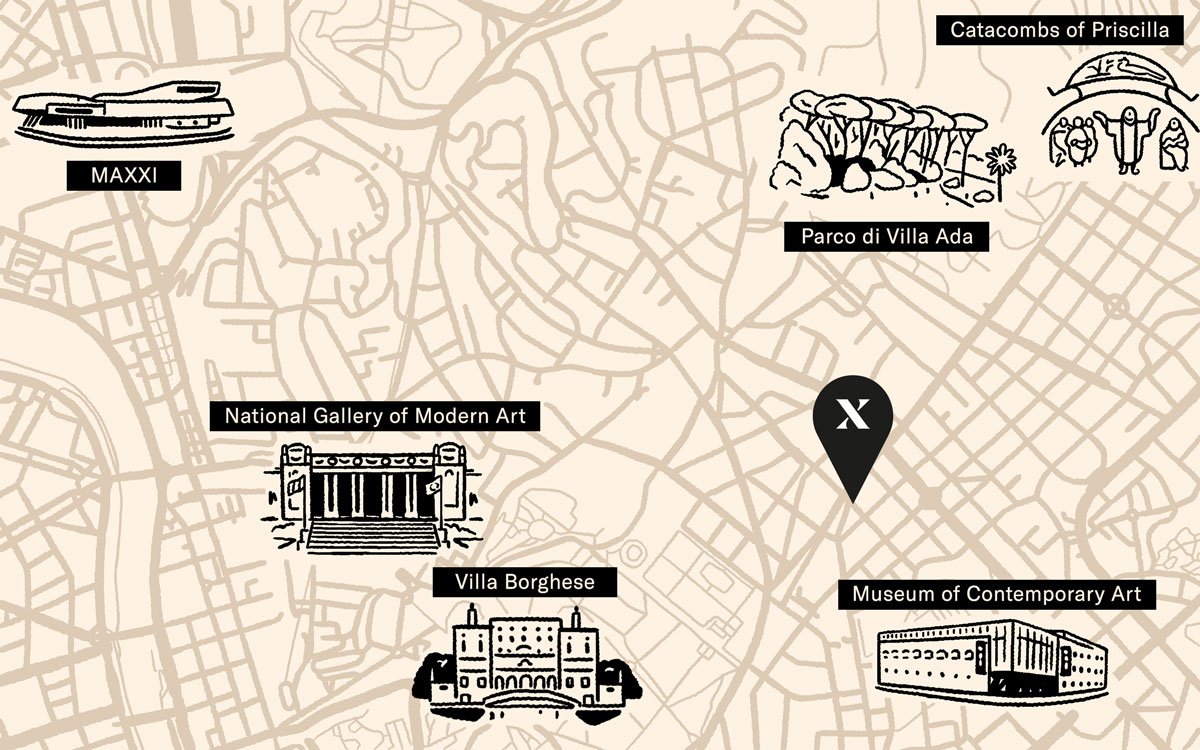 Catacombs of Priscilla
MAXXI
Parco di Villa Ada
X
National Gallery of Modern Art
Villa Borghese
Museum of Contemporary Art